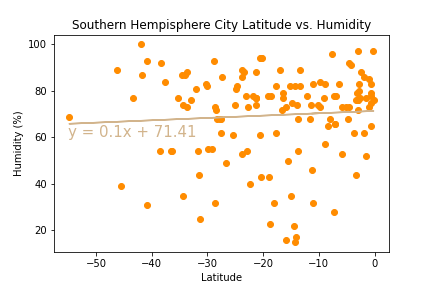 Southern Hempisphere City Latitude vs. Humidity
100
80
60
40
20
Humidity (%)
y = 0.1x + 71.41
−50
−40
−30
−20
−10
0
Latitude